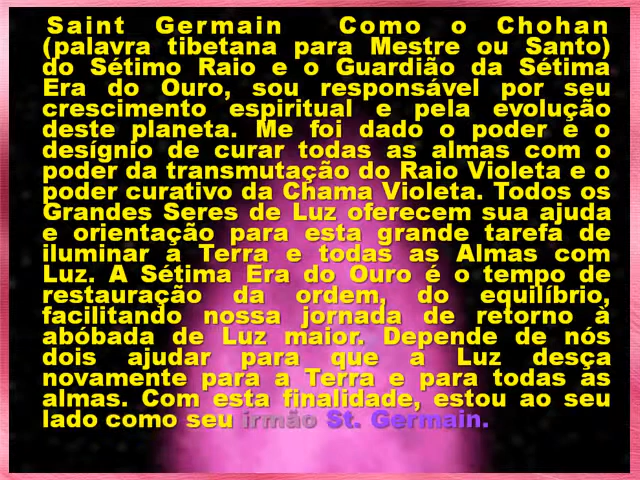 Saint Germain Como o Chohan
(palavra tibetana para Mestre ou Santo)
do Sétimo Raio e o Guardião da Sétima
Era do Ouro, sou responsável por seu
crescimento espiritual e pela evolução
deste planeta. Me foi dado o poder e o
desígnio de curar todas as almas com o
poder da transmutação do Raio Violeta e o
poder curativo da Chama Violeta. Todos os
Grandes Seres de Luz oferecem sua ajuda
e orientação para esta grande tarefa de
iluminar a Terra e todas as Almas com
Luz. A Sétima Era do Ouro é o tempo de
restauração da ordem, do equilíbrio,
facilitando nossa jornada de retorno à
abóbada de Luz maior. Depende de nós
dois ajudar para que a Luz desça
novamente para a Terra e para todas as
almas. Com esta finalidade, estou ao seu
lado como seu irmão St. Germain.